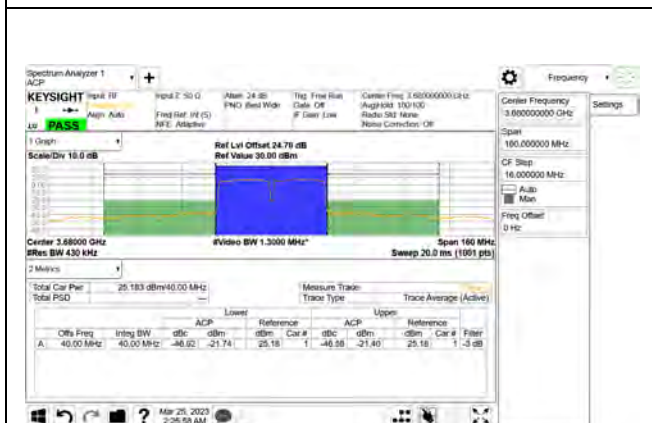 Spectrum Analyzer 1
ACP
Frequency
KEYSIGHT Input: RF
Input Z: 50 Ω
Atten: 24 dB
Trig: Free Run
Center Freq: 3.680000000 GHz
PNO: Best Wide
Gate: Off
Avg|Hold: 100/100
Align: Auto
Freq Ref: Int (S)
IF Gain: Low
Radio Std: None
PASS
NFE: Adaptive
Noise Correction: Off
Center Frequency
3.680000000 GHz
Settings
Span
160.000000 MHz
CF Step
16.000000 MHz
Auto
Man
Freq Offset
0 Hz
1 Graph
Scale/Div 10.0 dB
Ref Lvl Offset 24.70 dB
Ref Value 30.00 dBm
Center 3.68000 GHz
#Video BW 1.3000 MHz*
Span 160 MHz
#Res BW 430 kHz
Sweep 20.0 ms (1001 pts)
2 Metrics
Total Car Pwr 25.183 dBm/40.00 MHz
Measure Trace
Total PSD ---
Trace Type Trace Average (Active)
Lower Upper
ACP Reference ACP Reference
Offs Freq Integ BW dBc dBm dBm Car # dBc dBm dBm Car # Filter
A 40.00 MHz 40.00 MHz -46.92 -21.74 25.18 1 -46.58 -21.40 25.18 1 -3 dB
?
Mar 25, 2023
2:25:58 AM